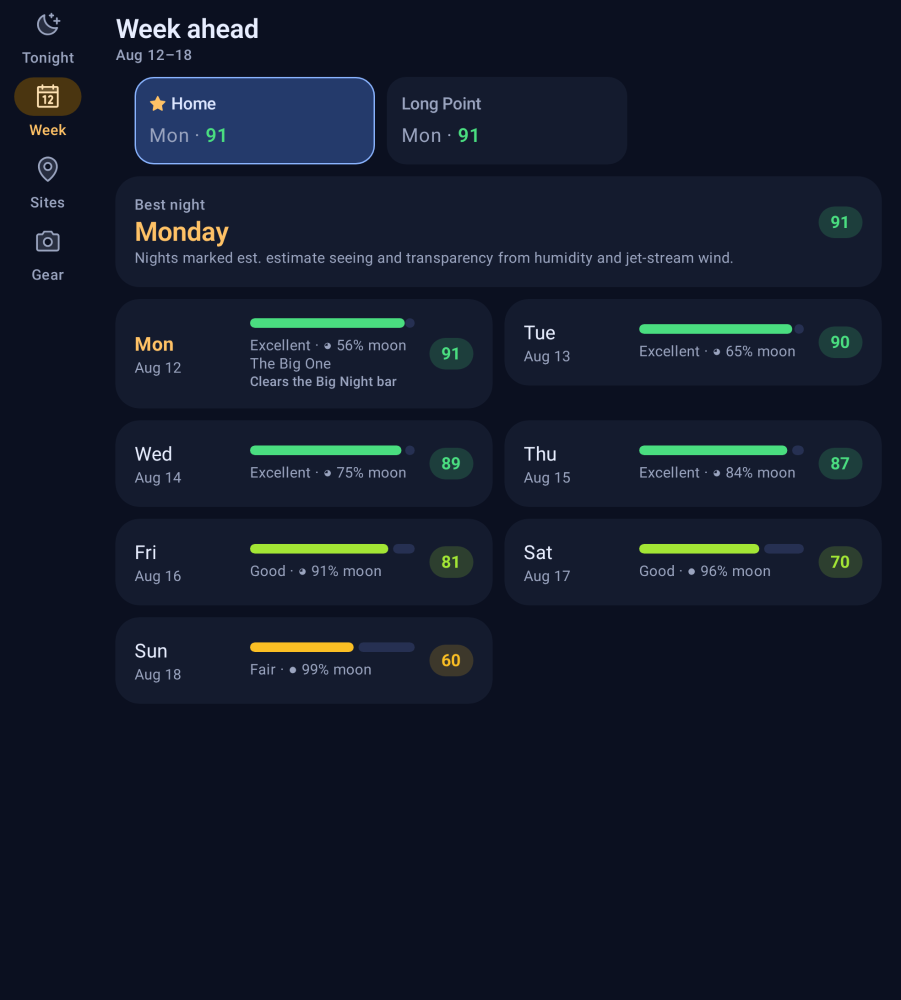 Tonight
12
Week
Sites
Gear
Week ahead
Aug 12–18
Home
Mon · 91
Long Point
Mon · 91
Best night
Monday
Nights marked est. estimate seeing and transparency from humidity and jet-stream wind.
91
Mon
Aug 12
Excellent · 56% moon
The Big One
Clears the Big Night bar
91
Tue
Aug 13
Excellent · 65% moon
90
Wed
Aug 14
Excellent · 75% moon
89
Thu
Aug 15
Excellent · 84% moon
87
Fri
Aug 16
Good · 91% moon
81
Sat
Aug 17
Good · 96% moon
70
Sun
Aug 18
Fair · 99% moon
60